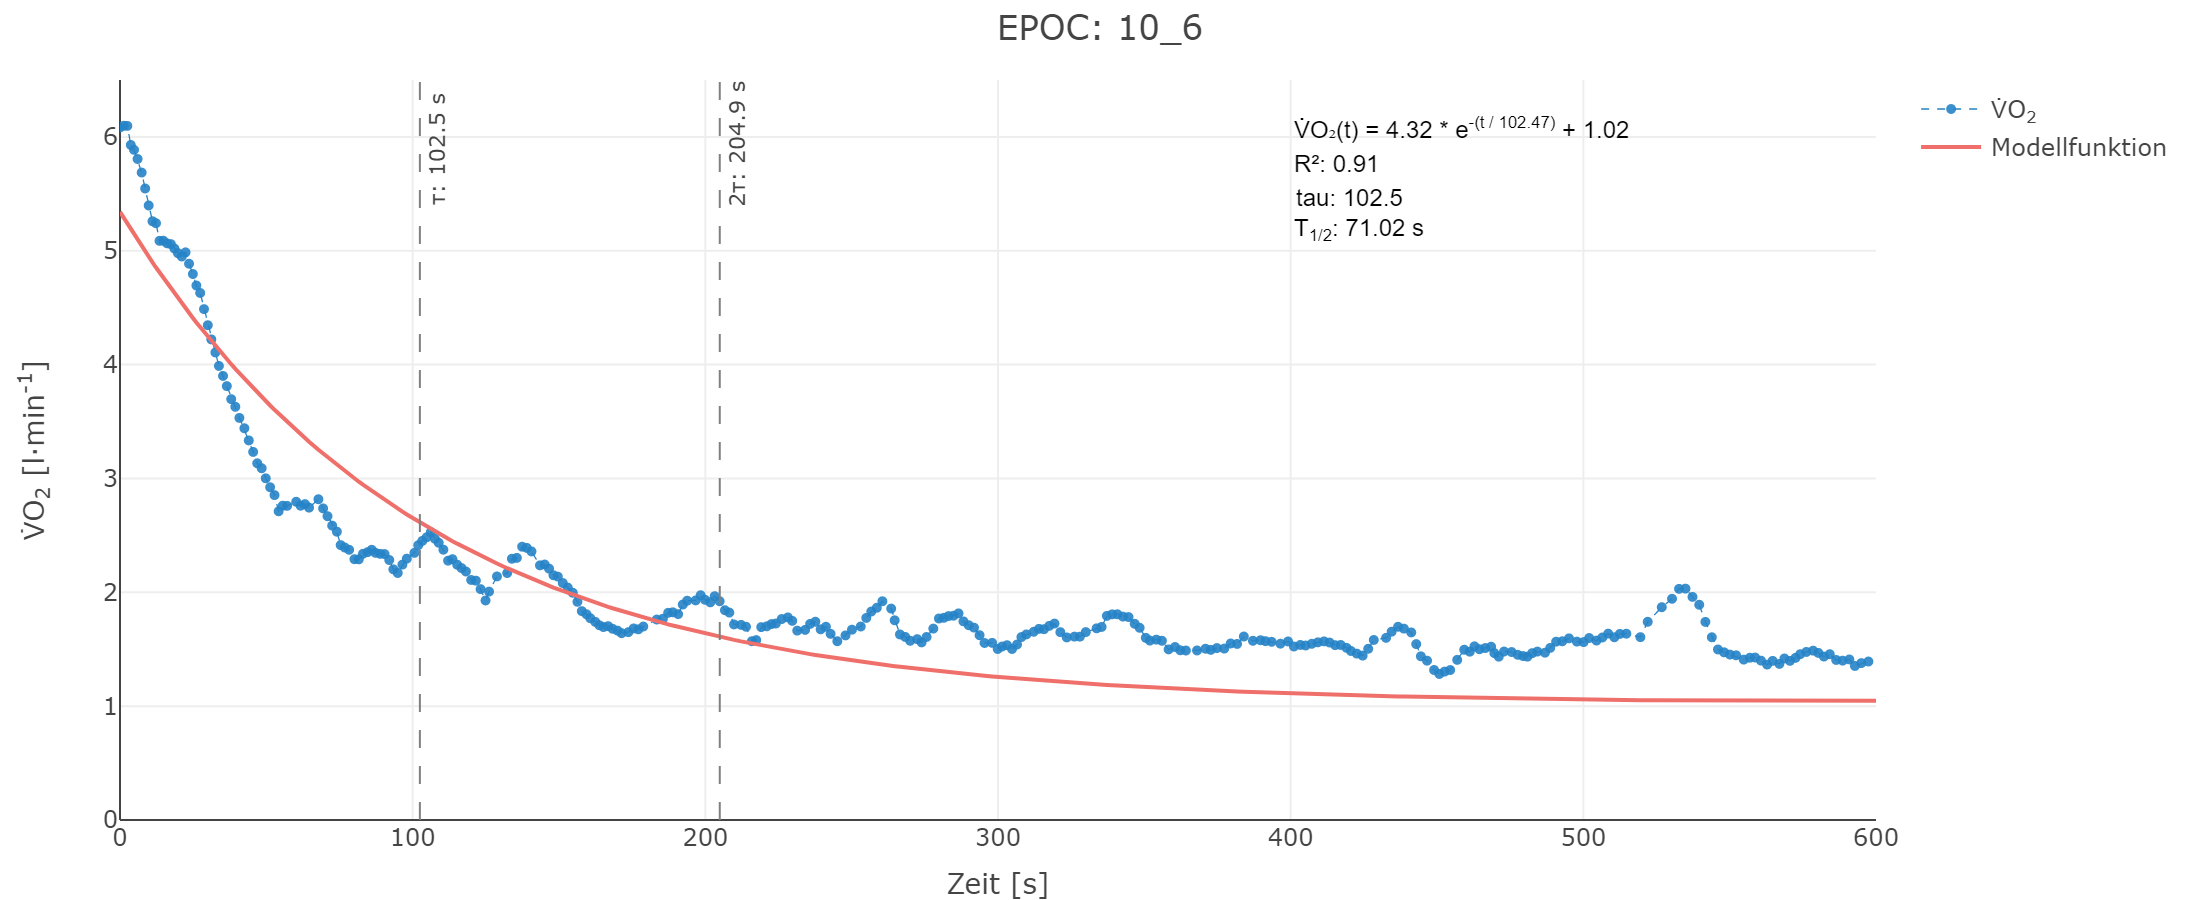 EPOC: 10_6
V̇O₂ [l·min⁻¹]
6
5
4
3
2
1
0
0 100 200 300 400 500 600
Zeit [s]
τ: 102.5 s
2τ: 204.9 s
V̇O₂(t) = 4.32 * e⁻⁽ᵗ ᐟ ¹⁰²·⁴⁷⁾ + 1.02
R²: 0.91
tau: 102.5
T₁/₂: 71.02 s
V̇O₂
Modellfunktion